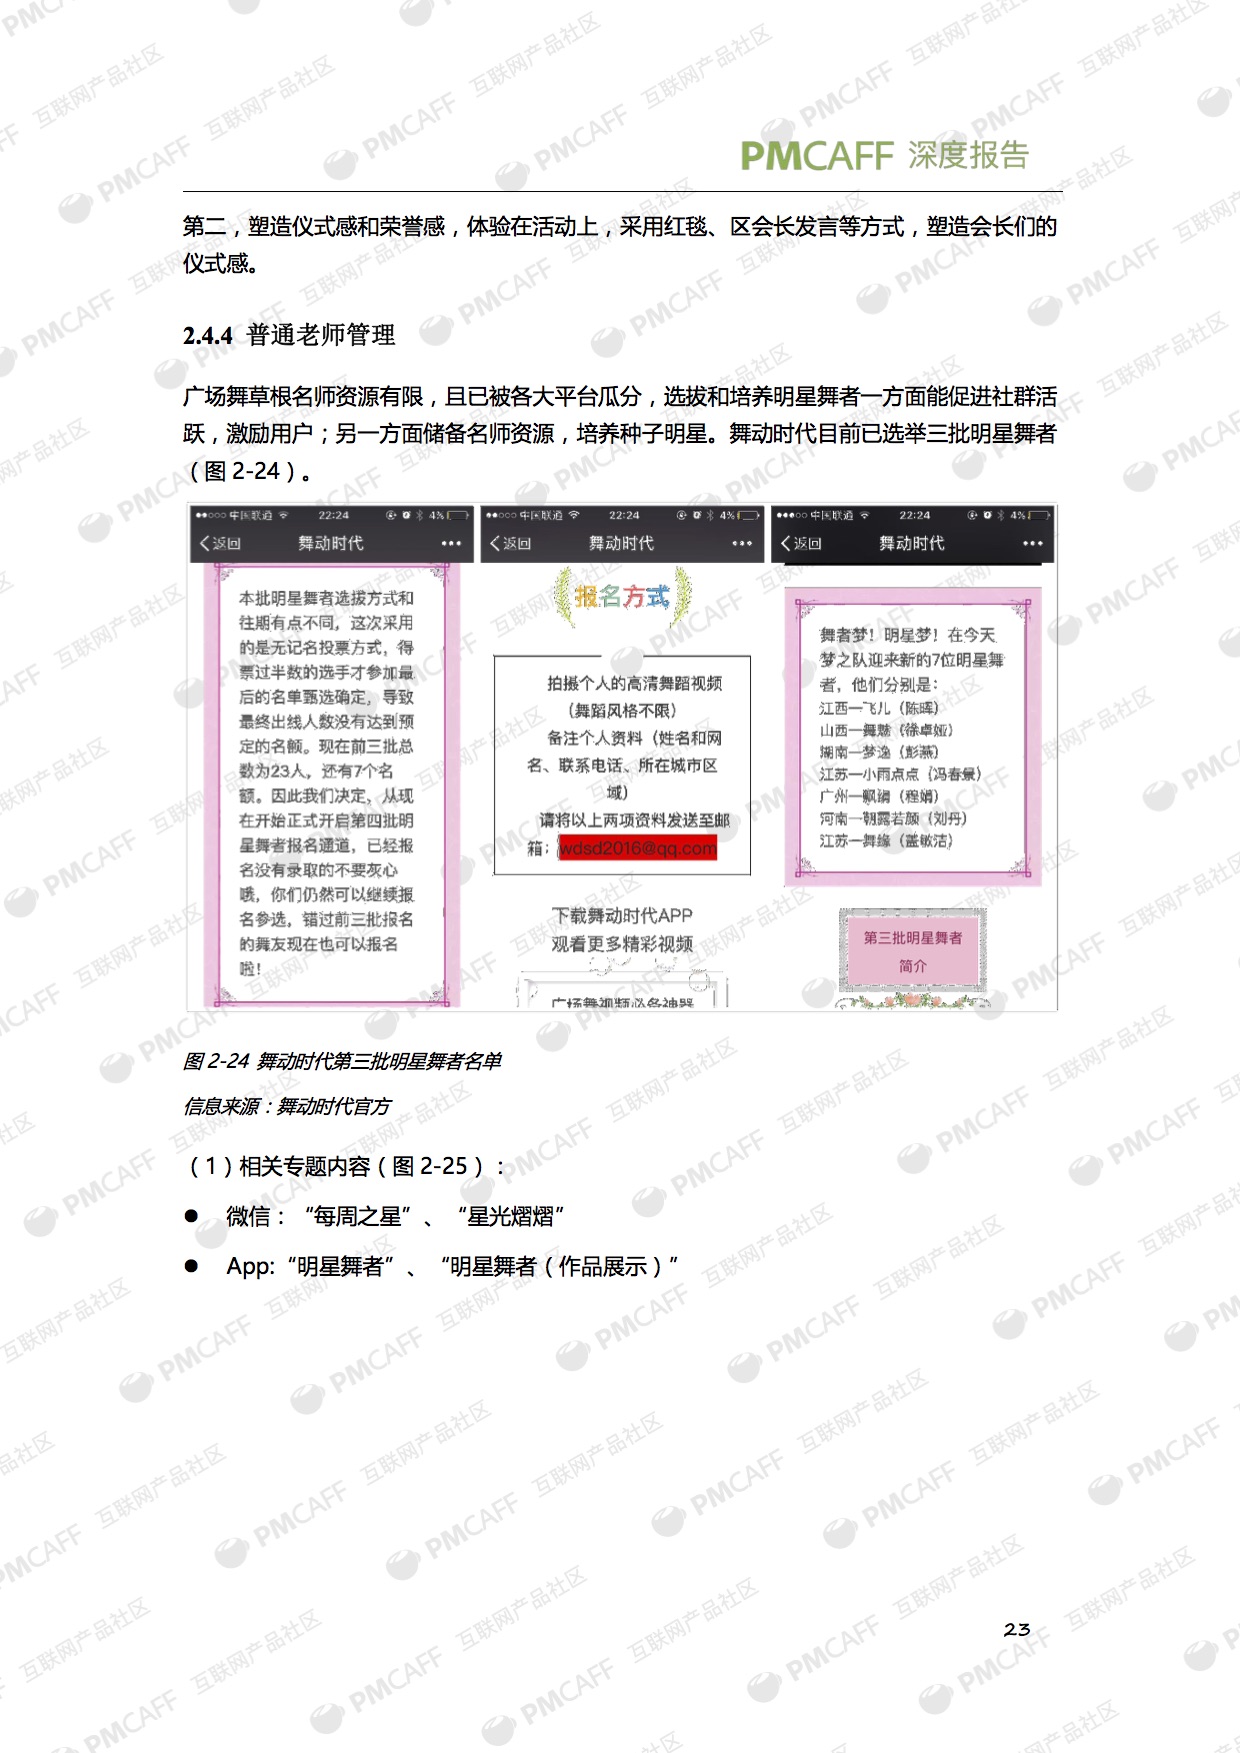 PMCAFF 深度报告
第二，塑造仪式感和荣誉感，体验在活动上，采用红毯、区会长发言等方式，塑造会长们的
仪式感。
2.4.4 普通老师管理
广场舞草根名师资源有限，且已被各大平台瓜分，选拔和培养明星舞者一方面能促进社群活
跃，激励用户；另一方面储备名师资源，培养种子明星。舞动时代目前已选举三批明星舞者
（图 2-24）。
中国联通 22:24 4%
返回 舞动时代 •••
本批明星舞者选拔方式和
往期有点不同，这次采用
的是无记名投票方式，得
票过半数的选手才参加最
后的名单甄选确定，导致
最终出线人数没有达到预
定的名额。现在前三批总
数为23人，还有7个名
额。因此我们决定，从现
在开始正式开启第四批明
星舞者报名通道，已经报
名没有录取的不要灰心
哦，你们仍然可以继续报
名参选，错过前三批报名
的舞友现在也可以报名
啦！
中国联通 22:24 4%
返回 舞动时代 •••
报名方式
拍摄个人的高清舞蹈视频
（舞蹈风格不限）
备注个人资料（姓名和网
名、联系电话、所在城市区
域）
请将以上两项资料发送至邮
箱：wdsd2016@qq.com
下载舞动时代APP
观看更多精彩视频
广场舞视频必备神器
中国联通 22:24 4%
返回 舞动时代 •••
舞者梦！明星梦！在今天
梦之队迎来新的7位明星舞
者，他们分别是：
江西—飞儿（陈晖）
山西—舞魅（徐卓娅）
湖南—梦逸（彭燕）
江苏—小雨点点（冯春景）
广州—飘镝（程娟）
河南—朝露若颜（刘丹）
江苏—舞缘（盖敏洁）
第三批明星舞者
简介
图 2-24 舞动时代第三批明星舞者名单
信息来源：舞动时代官方
（1）相关专题内容（图 2-25）：
● 微信：“每周之星”、“星光熠熠”
● App:“明星舞者”、“明星舞者（作品展示）”
23